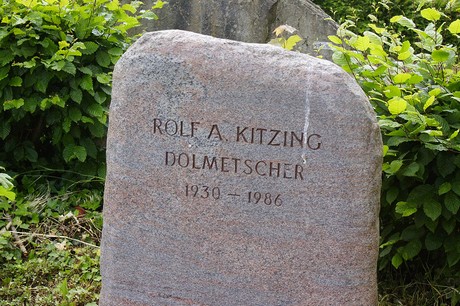 ROLF A. KITZING
DOLMETSCHER
1930 – 1986